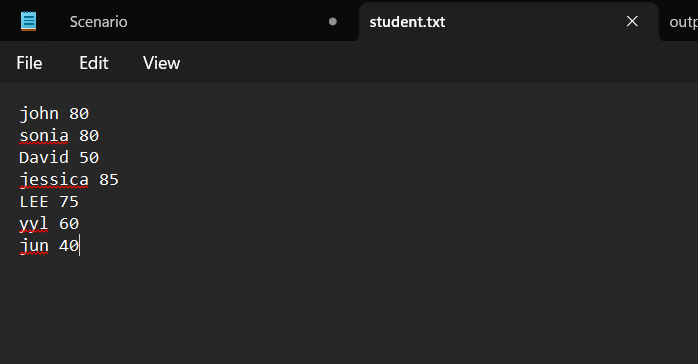 Scenario
student.txt
outp
File Edit View
john 80
sonia 80
David 50
jessica 85
LEE 75
yyl 60
jun 40